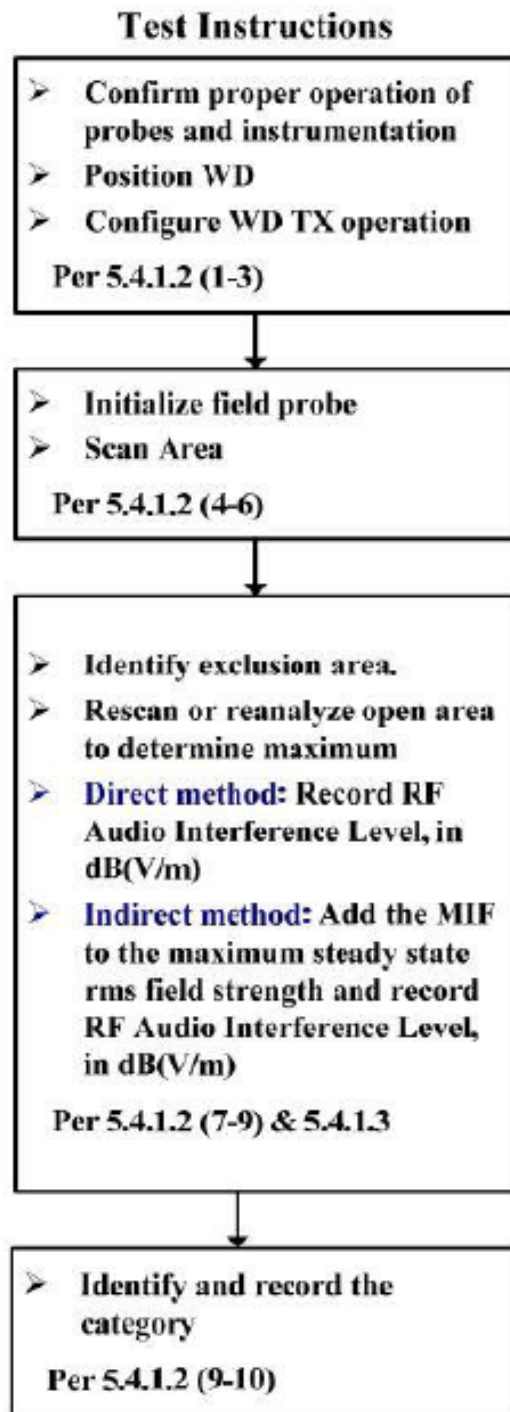 Test Instructions
➢ Confirm proper operation of
probes and instrumentation
➢ Position WD
➢ Configure WD TX operation
Per 5.4.1.2 (1-3)
➢ Initialize field probe
➢ Scan Area
Per 5.4.1.2 (4-6)
➢ Identify exclusion area.
➢ Rescan or reanalyze open area
to determine maximum
➢ Direct method: Record RF
Audio Interference Level, in
dB(V/m)
➢ Indirect method: Add the MIF
to the maximum steady state
rms field strength and record
RF Audio Interference Level,
in dB(V/m)
Per 5.4.1.2 (7-9) & 5.4.1.3
➢ Identify and record the
category
Per 5.4.1.2 (9-10)